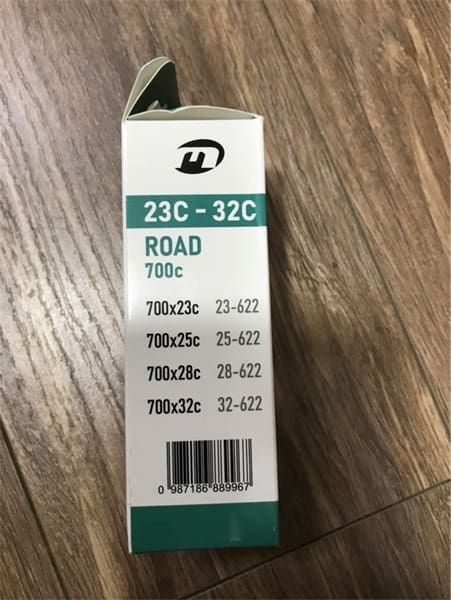 23C - 32C
ROAD
700c
700x23c 23-622
700x25c 25-622
700x28c 28-622
700x32c 32-622
0 987186 889967